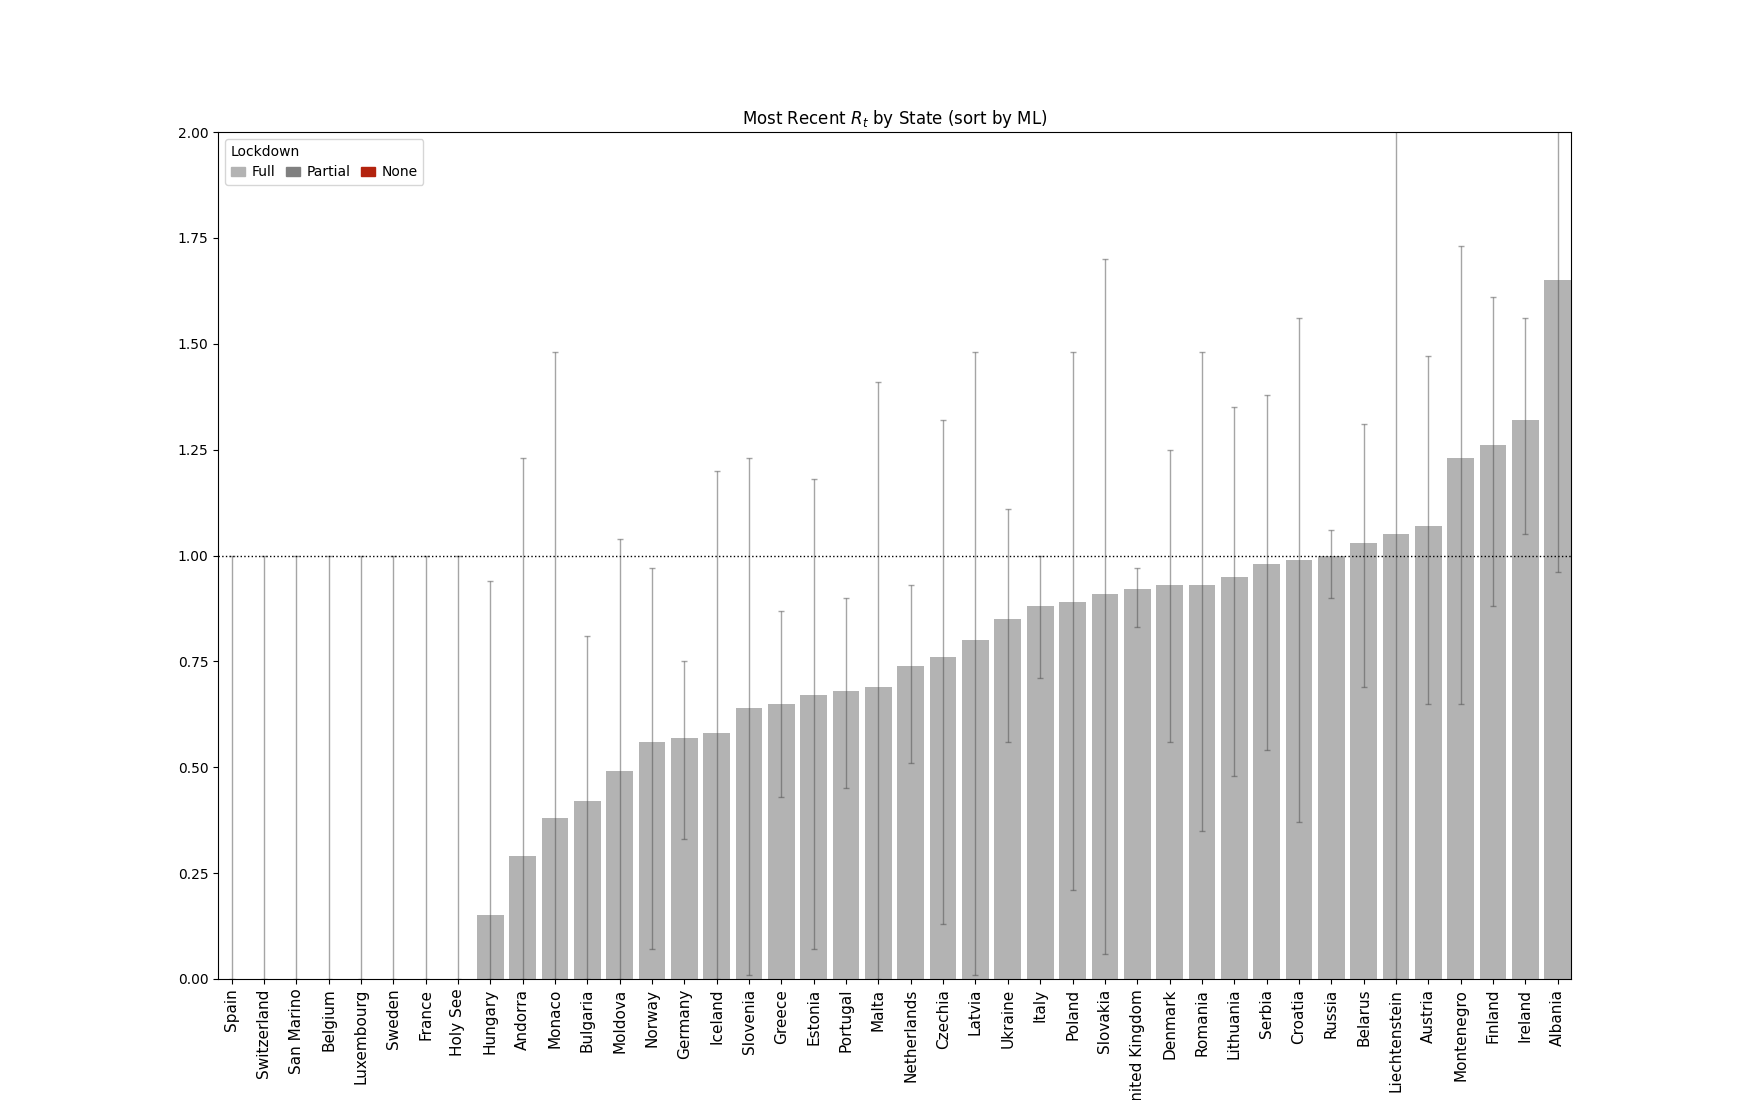 Most Recent R_t by State (sort by ML)
2.00
Lockdown
Full Partial None
1.75
1.50
1.25
1.00
0.75
0.50
0.25
0.00
Spain
Switzerland
San Marino
Belgium
Luxembourg
Sweden
France
Holy See
Hungary
Andorra
Monaco
Bulgaria
Moldova
Norway
Germany
Iceland
Slovenia
Greece
Estonia
Portugal
Malta
Netherlands
Czechia
Latvia
Ukraine
Italy
Poland
Slovakia
nited Kingdom
Denmark
Romania
Lithuania
Serbia
Croatia
Russia
Belarus
Liechtenstein
Austria
Montenegro
Finland
Ireland
Albania